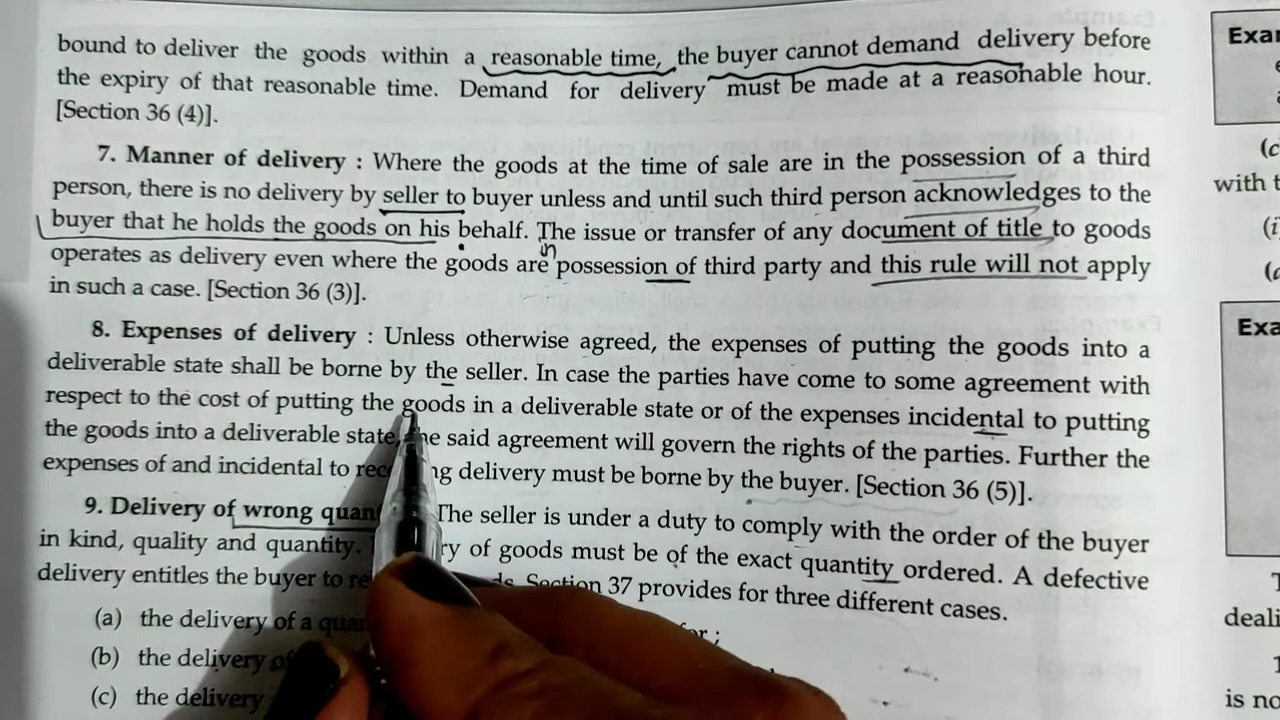 bound to deliver the goods within a reasonable time, the buyer cannot demand delivery before
the expiry of that reasonable time. Demand for delivery must be made at a reasonable hour.
[Section 36 (4)].
7. Manner of delivery : Where the goods at the time of sale are in the possession of a third
person, there is no delivery by seller to buyer unless and until such third person acknowledges to the
buyer that he holds the goods on his behalf. The issue or transfer of any document of title to goods
in
operates as delivery even where the goods are possession of third party and this rule will not apply
in such a case. [Section 36 (3)].
8. Expenses of delivery : Unless otherwise agreed, the expenses of putting the goods into a
deliverable state shall be borne by the seller. In case the parties have come to some agreement with
respect to the cost of putting the goods in a deliverable state or of the expenses incidental to putting
the goods into a deliverable state, said agreement will govern the rights of the parties. Further the
expenses of and incidental to delivery must be borne by the buyer. [Section 36 (5)].
9. Delivery of wrong The seller is under a duty to comply with the order of the buyer
in kind, quality and quantity. of goods must be of the exact quantity ordered. A defective
delivery entitles the buyer to Section 37 provides for three different cases.
(a) the delivery of a
(b) the delivery
(c) the delivery
with
(i
is